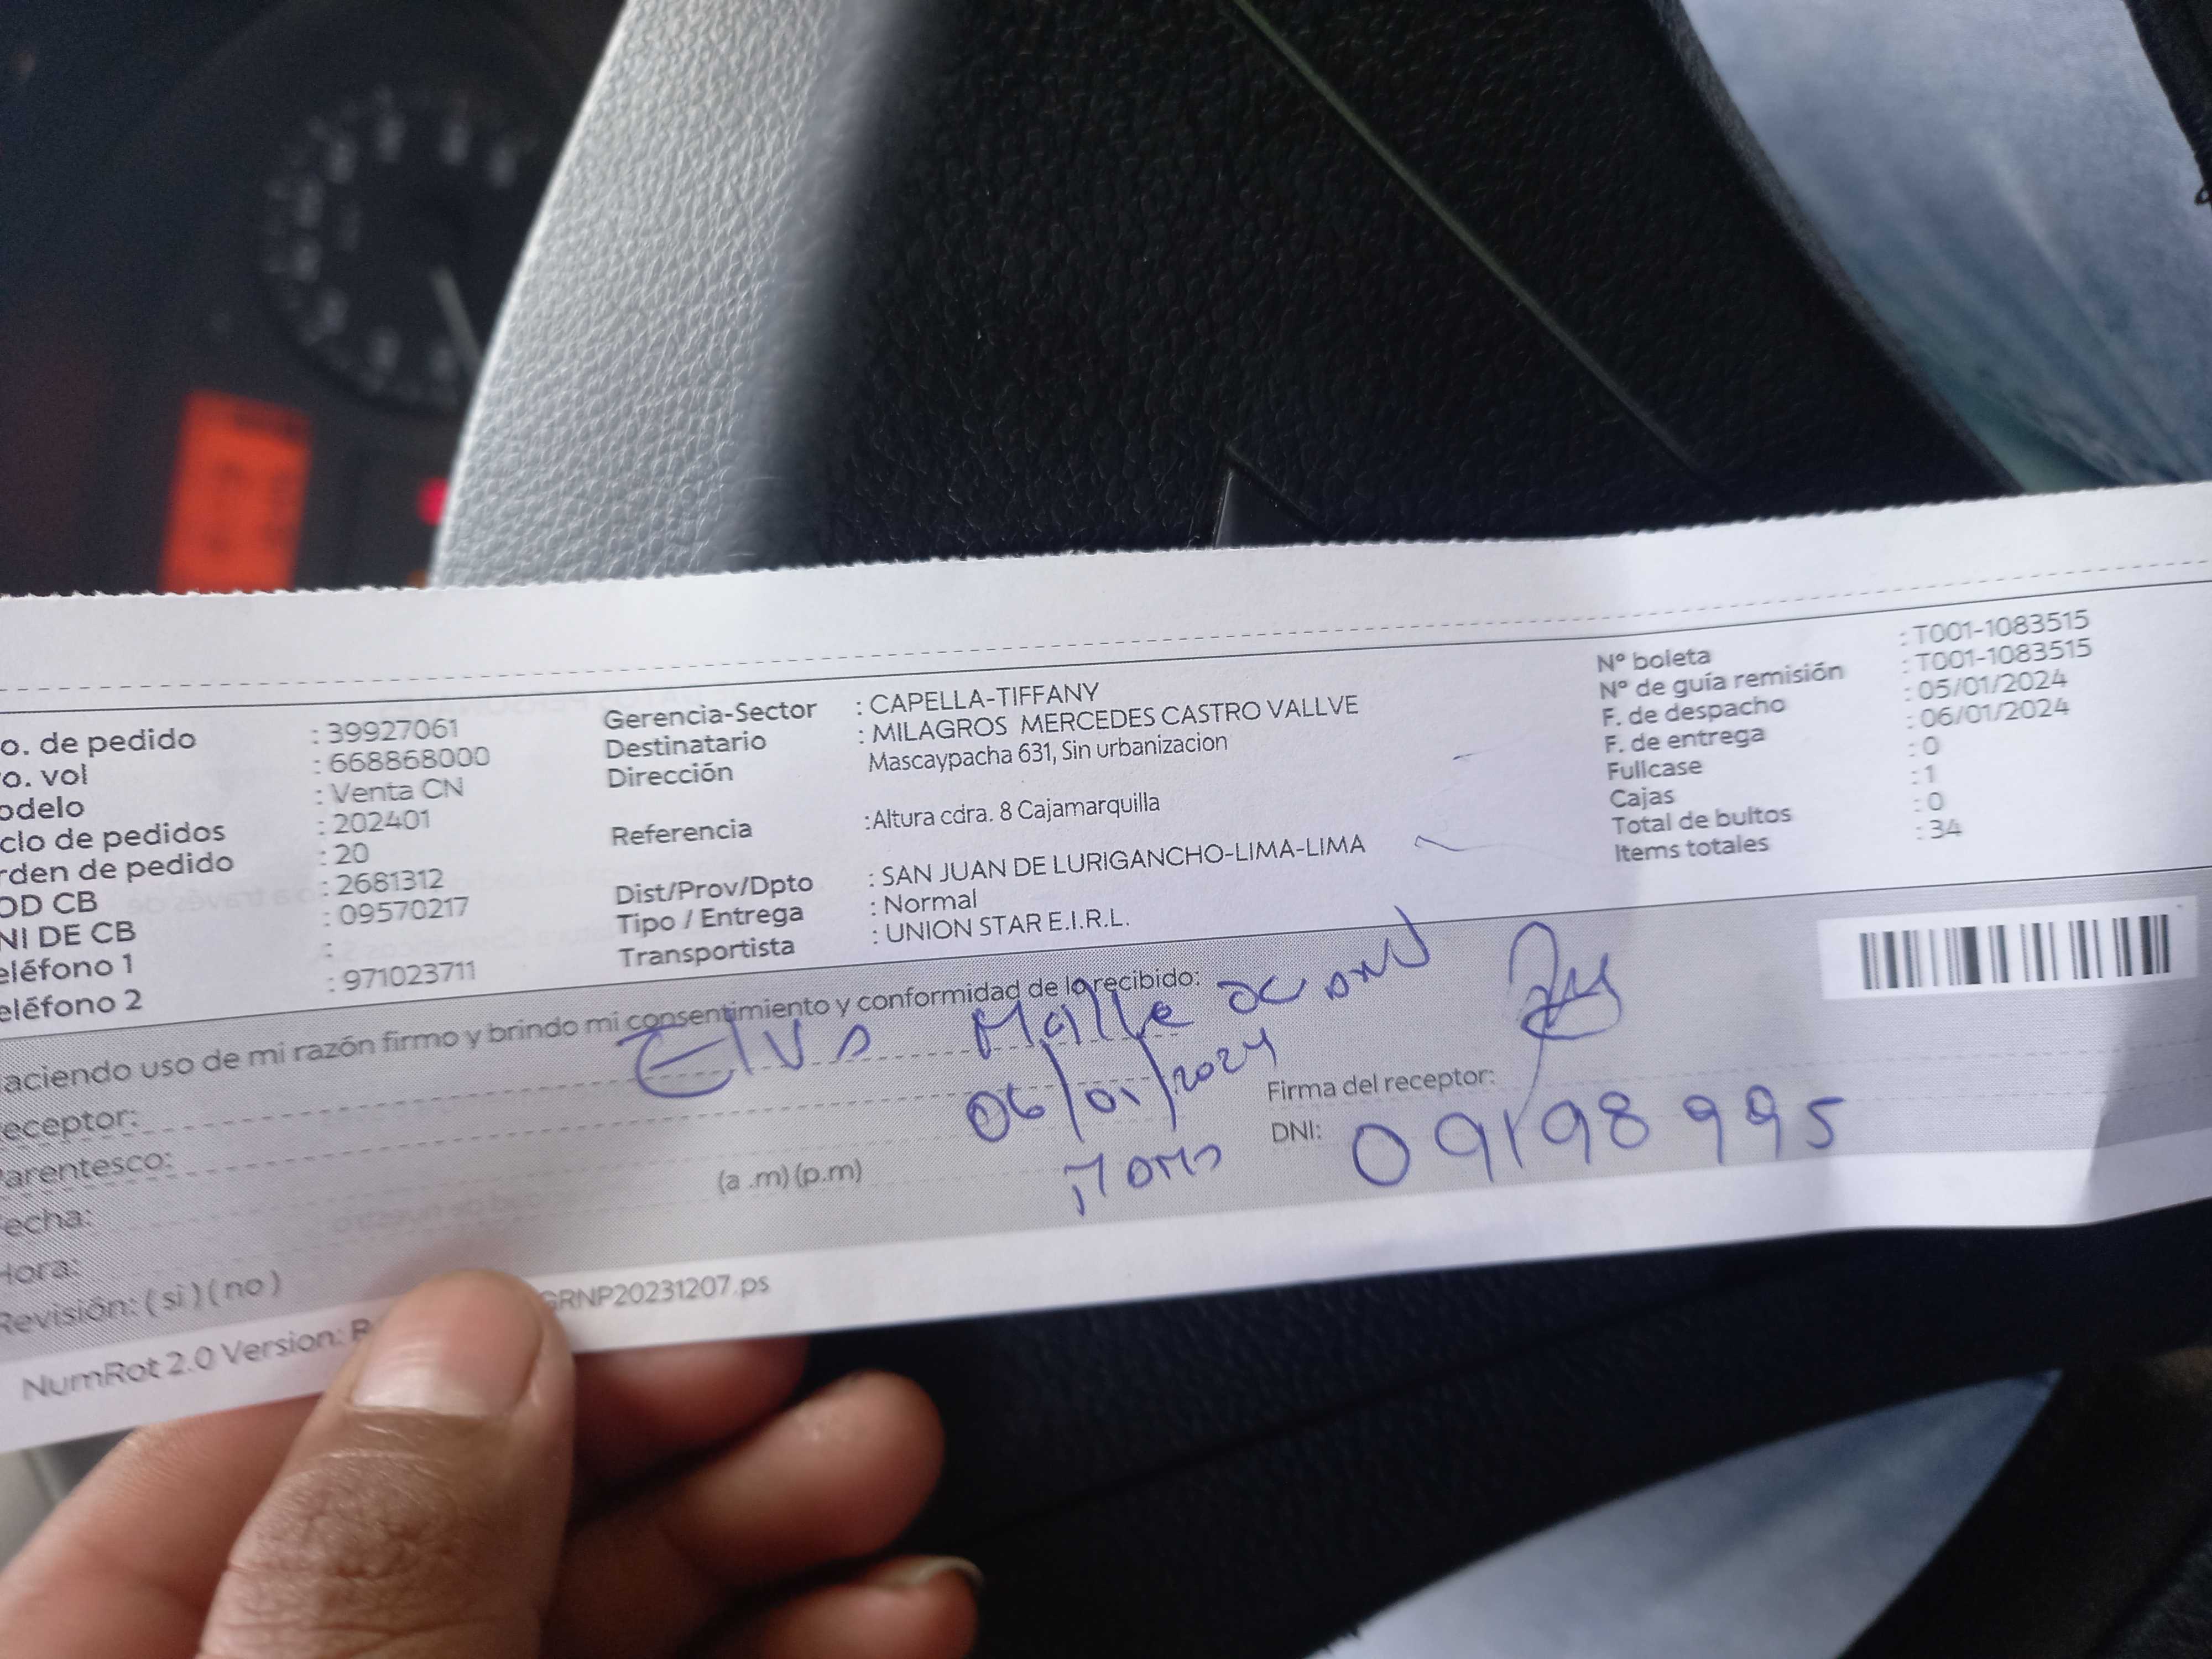 o. de pedido : 39927061
o. vol : 668868000
odelo : Venta CN
clo de pedidos : 202401
rden de pedido : 20
OD CB : 2681312
NI DE CB : 09570217
eléfono 1 :
eléfono 2 : 971023711
Gerencia-Sector : CAPELLA-TIFFANY
Destinatario : MILAGROS MERCEDES CASTRO VALLVE
Dirección Mascaypacha 631, Sin urbanizacion
Referencia :Altura cdra. 8 Cajamarquilla
Dist/Prov/Dpto : SAN JUAN DE LURIGANCHO-LIMA-LIMA
Tipo / Entrega : Normal
Transportista : UNION STAR E.I.R.L.
Nº boleta : T001-1083515
Nº de guía remisión : T001-1083515
F. de despacho : 05/01/2024
F. de entrega : 06/01/2024
Fullcase : 0
Cajas : 1
Total de bultos : 0
Items totales : 34
aciendo uso de mi razón firmo y brindo mi consentimiento y conformidad de lo recibido:
eceptor:
Parentesco:
Fecha: 06/01/2024
Hora: (a .m) (p.m)
Revisión: ( si ) ( no )
Firma del receptor:
DNI: 09198995
NumRot 2.0 Version: GRNP20231207.ps